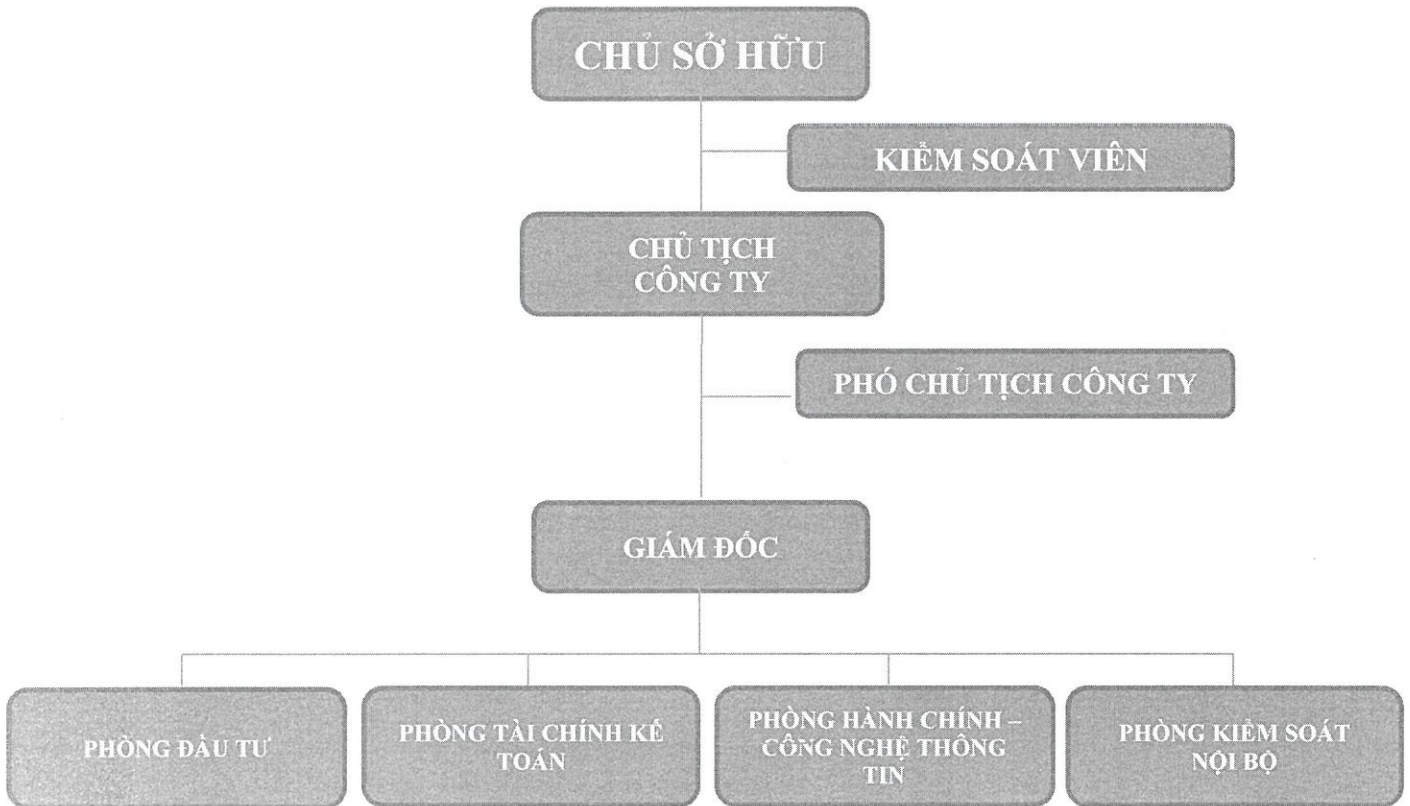 CHỦ SỞ HỮU
KIỂM SOÁT VIÊN
CHỦ TỊCH
CÔNG TY
PHÓ CHỦ TỊCH CÔNG TY
GIÁM ĐỐC
PHÒNG ĐẦU TƯ
PHÒNG TÀI CHÍNH KẾ
TOÁN
PHÒNG HÀNH CHÍNH –
CÔNG NGHỆ THÔNG
TIN
PHÒNG KIỂM SOÁT
NỘI BỘ